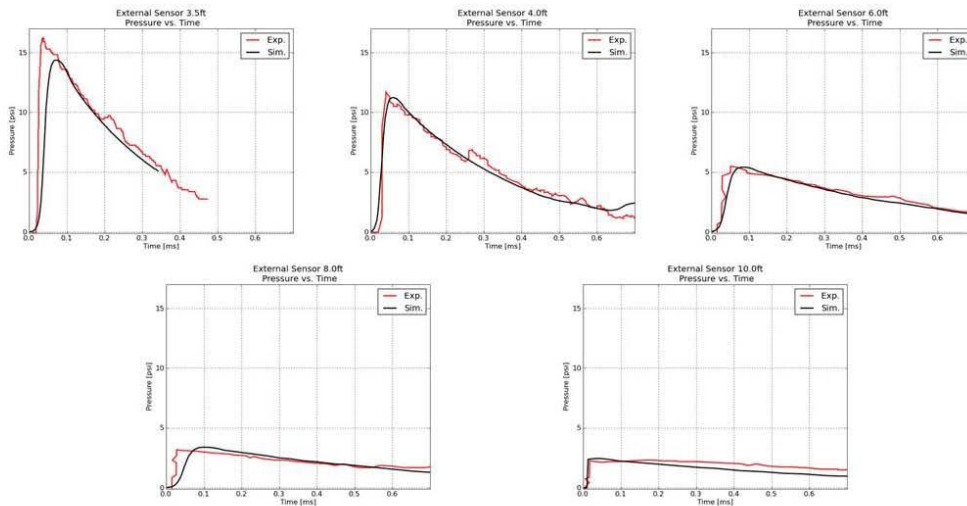 External Sensor 3.5ft
Pressure vs. Time
Exp.
Sim.
15
10
5
0
Pressure [psi]
0.0 0.1 0.2 0.3 0.4 0.5 0.6
Time [ms]
External Sensor 4.0ft
Pressure vs. Time
Exp.
Sim.
15
10
5
0
Pressure [psi]
0.0 0.1 0.2 0.3 0.4 0.5 0.6
Time [ms]
External Sensor 6.0ft
Pressure vs. Time
Exp.
Sim.
15
10
5
0
Pressure [psi]
0.0 0.1 0.2 0.3 0.4 0.5 0.6
Time [ms]
External Sensor 8.0ft
Pressure vs. Time
Exp.
Sim.
15
10
5
0
Pressure [psi]
0.0 0.1 0.2 0.3 0.4 0.5 0.6
Time [ms]
External Sensor 10.0ft
Pressure vs. Time
Exp.
Sim.
15
10
5
0
Pressure [psi]
0.0 0.1 0.2 0.3 0.4 0.5 0.6
Time [ms]